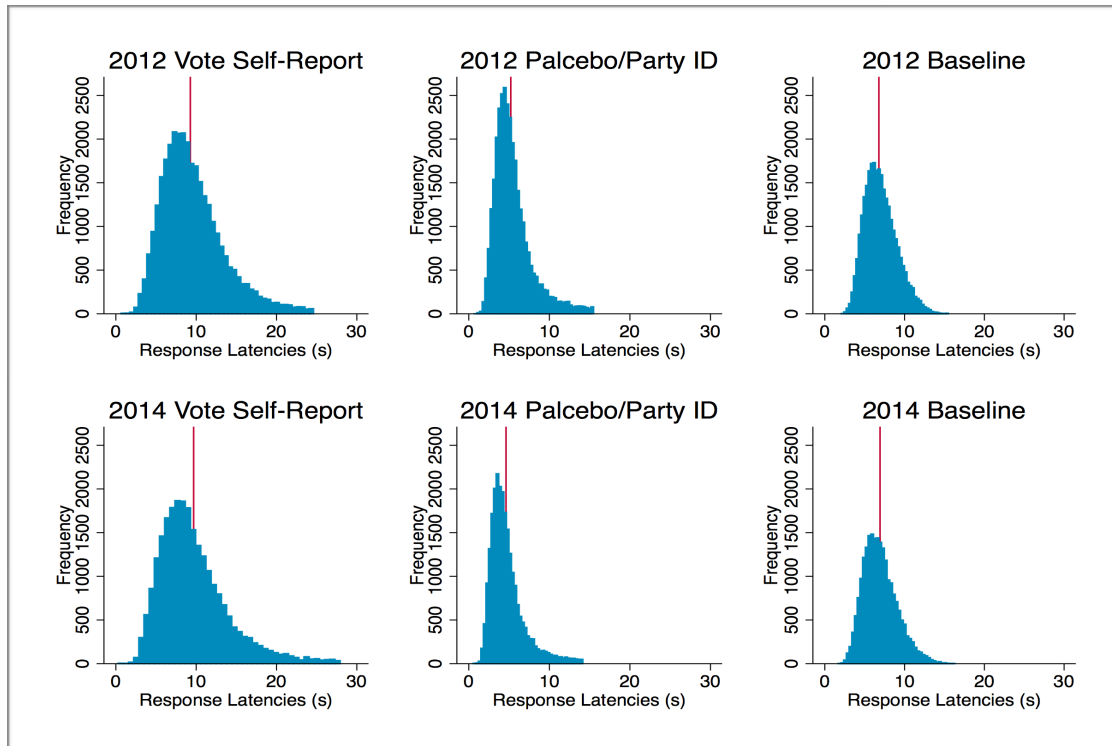 2012 Vote Self-Report
Frequency
0 500 1000 1500 2000 2500
0 10 20 30
Response Latencies (s)
2012 Palcebo/Party ID
Frequency
0 500 1000 1500 2000 2500
0 10 20 30
Response Latencies (s)
2012 Baseline
Frequency
0 500 1000 1500 2000 2500
0 10 20 30
Response Latencies (s)
2014 Vote Self-Report
Frequency
0 500 1000 1500 2000 2500
0 10 20 30
Response Latencies (s)
2014 Palcebo/Party ID
Frequency
0 500 1000 1500 2000 2500
0 10 20 30
Response Latencies (s)
2014 Baseline
Frequency
0 500 1000 1500 2000 2500
0 10 20 30
Response Latencies (s)